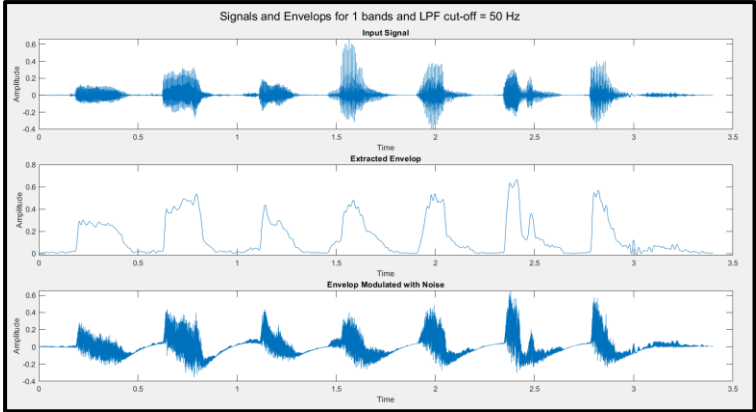 Signals and Envelops for 1 bands and LPF cut-off = 50 Hz
Input Signal
Amplitude
0.6
0.4
0.2
0
-0.2
-0.4
0 0.5 1 1.5 2 2.5 3 3.5
Time
Extracted Envelop
Amplitude
0.8
0.6
0.4
0.2
0
0 0.5 1 1.5 2 2.5 3 3.5
Time
Envelop Modulated with Noise
Amplitude
0.6
0.4
0.2
0
-0.2
-0.4
0 0.5 1 1.5 2 2.5 3 3.5
Time